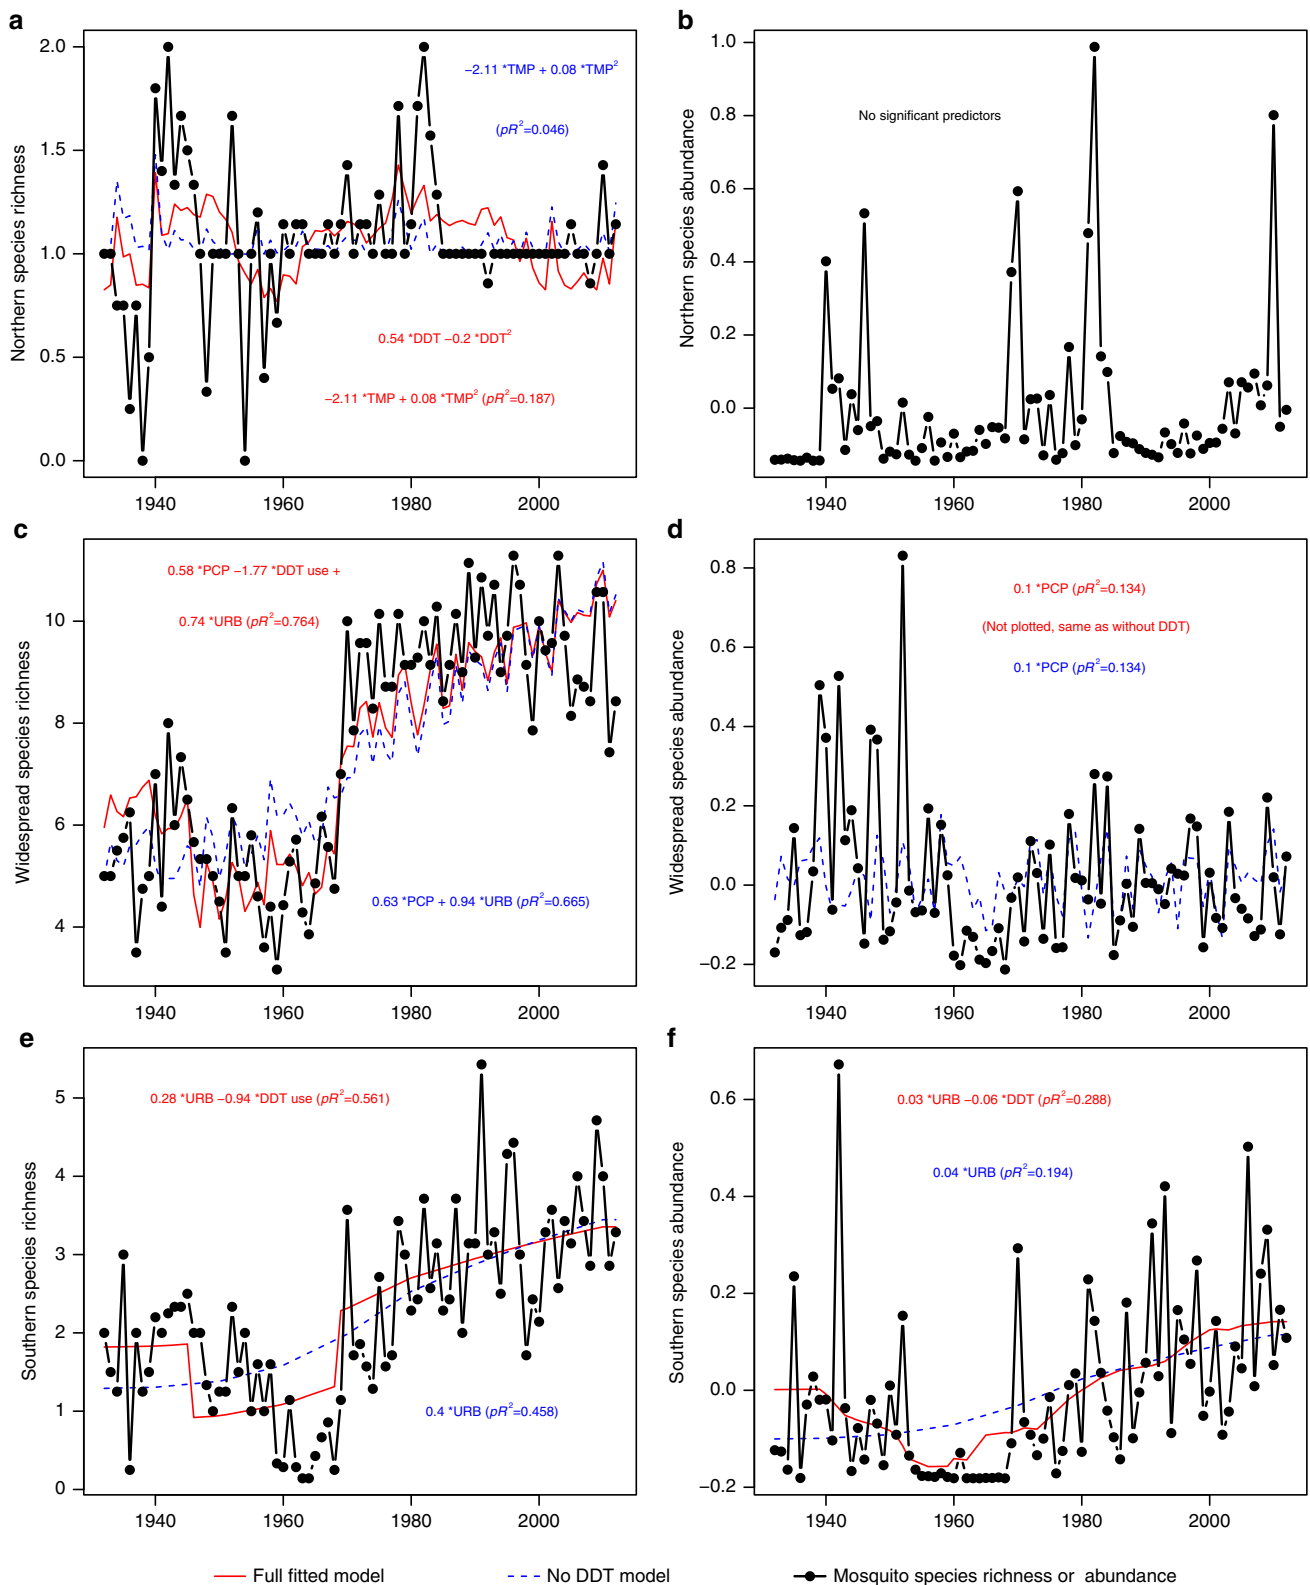 a
Northern species richness
2.0
1.5
1.0
0.5
0.0
−2.11 *TMP + 0.08 *TMP²
(pR²=0.046)
0.54 *DDT −0.2 *DDT²
−2.11 *TMP + 0.08 *TMP² (pR²=0.187)
1940 1960 1980 2000
b
Northern species abundance
1.0
0.8
0.6
0.4
0.2
0.0
No significant predictors
1940 1960 1980 2000
c
Widespread species richness
10
8
6
4
0.58 *PCP −1.77 *DDT use +
0.74 *URB (pR²=0.764)
0.63 *PCP + 0.94 *URB (pR²=0.665)
1940 1960 1980 2000
d
Widespread species abundance
0.8
0.6
0.4
0.2
0.0
−0.2
0.1 *PCP (pR²=0.134)
(Not plotted, same as without DDT)
0.1 *PCP (pR²=0.134)
1940 1960 1980 2000
e
Southern species richness
5
4
3
2
1
0
0.28 *URB −0.94 *DDT use (pR²=0.561)
0.4 *URB (pR²=0.458)
1940 1960 1980 2000
f
Southern species abundance
0.6
0.4
0.2
0.0
−0.2
0.03 *URB −0.06 *DDT (pR²=0.288)
0.04 *URB (pR²=0.194)
1940 1960 1980 2000
Full fitted model
No DDT model
Mosquito species richness or abundance